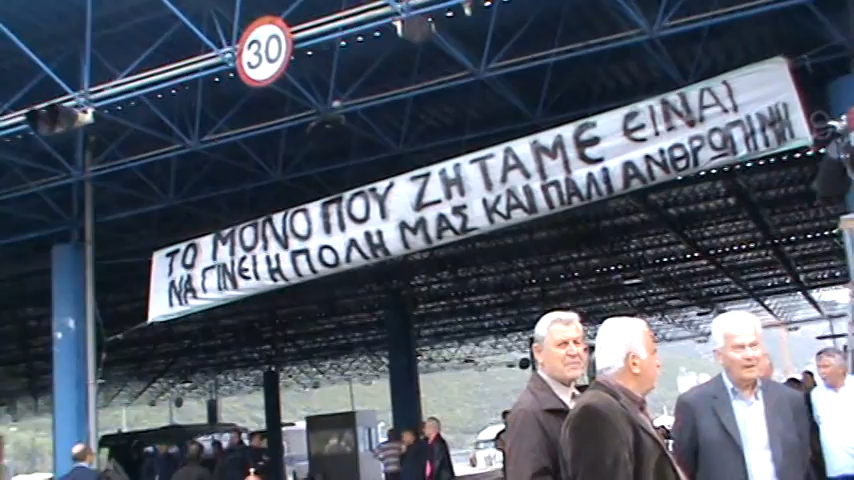 30
ΤΟ ΜΟΝΟ ΠΟΥ ΖΗΤΑΜΕ ΕΙΝΑΙ
ΝΑ ΓΙΝΕΙ Η ΠΟΛΗ ΜΑΣ ΚΑΙ ΠΑΛΙ ΑΝΘΡΩΠΙΝΗ